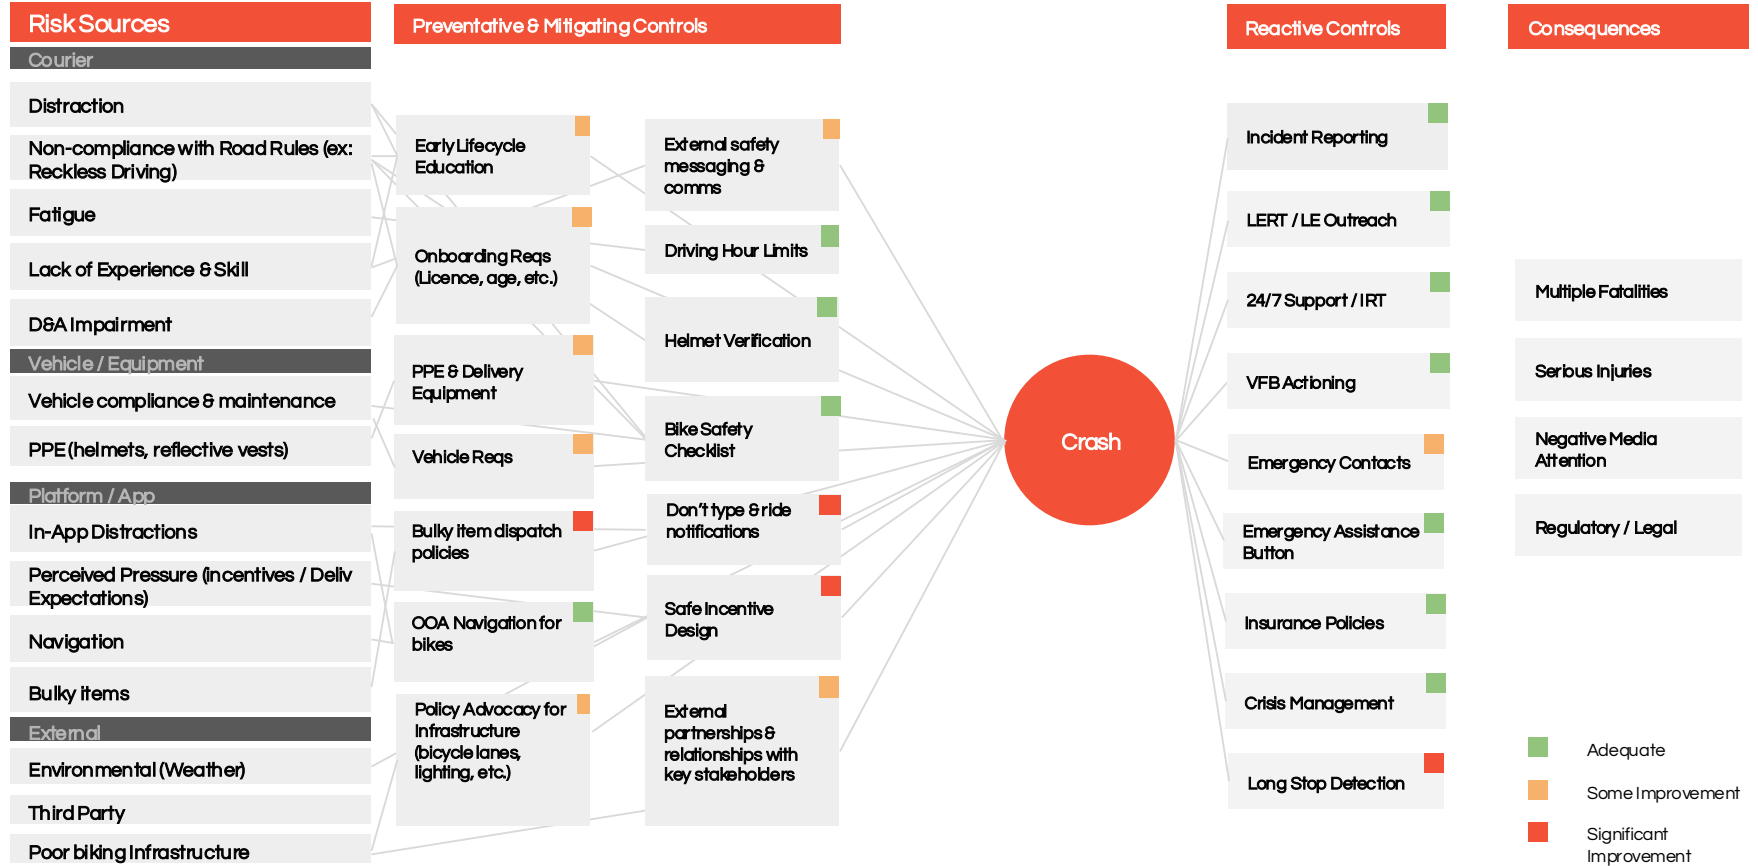 Risk Sources
Courier
Distraction
Non-compliance with Road Rules (ex:
Reckless Driving)
Fatigue
Lack of Experience & Skill
D&A Impairment
Vehicle / Equipment
Vehicle compliance & maintenance
PPE (helmets, reflective vests)
Platform / App
In-App Distractions
Perceived Pressure (incentives / Deliv
Expectations)
Navigation
Bulky items
External
Environmental (Weather)
Third Party
Poor biking Infrastructure
Preventative & Mitigating Controls
Early Lifecycle
Education
Onboarding Reqs
(Licence, age, etc.)
PPE & Delivery
Equipment
Vehicle Reqs
Bulky item dispatch
policies
OOA Navigation for
bikes
Policy Advocacy for
Infrastructure
(bicycle lanes,
lighting, etc.)
External safety
messaging &
comms
Driving Hour Limits
Helmet Verification
Bike Safety
Checklist
Don't type & ride
notifications
Safe Incentive
Design
External
partnerships &
relationships with
key stakeholders
Crash
Reactive Controls
Incident Reporting
LERT / LE Outreach
24/7 Support / IRT
VFB Actioning
Emergency Contacts
Emergency Assistance
Button
Insurance Policies
Crisis Management
Long Stop Detection
Consequences
Multiple Fatalities
Serious Injuries
Negative Media
Attention
Regulatory / Legal
Adequate
Some Improvement
Significant
Improvement